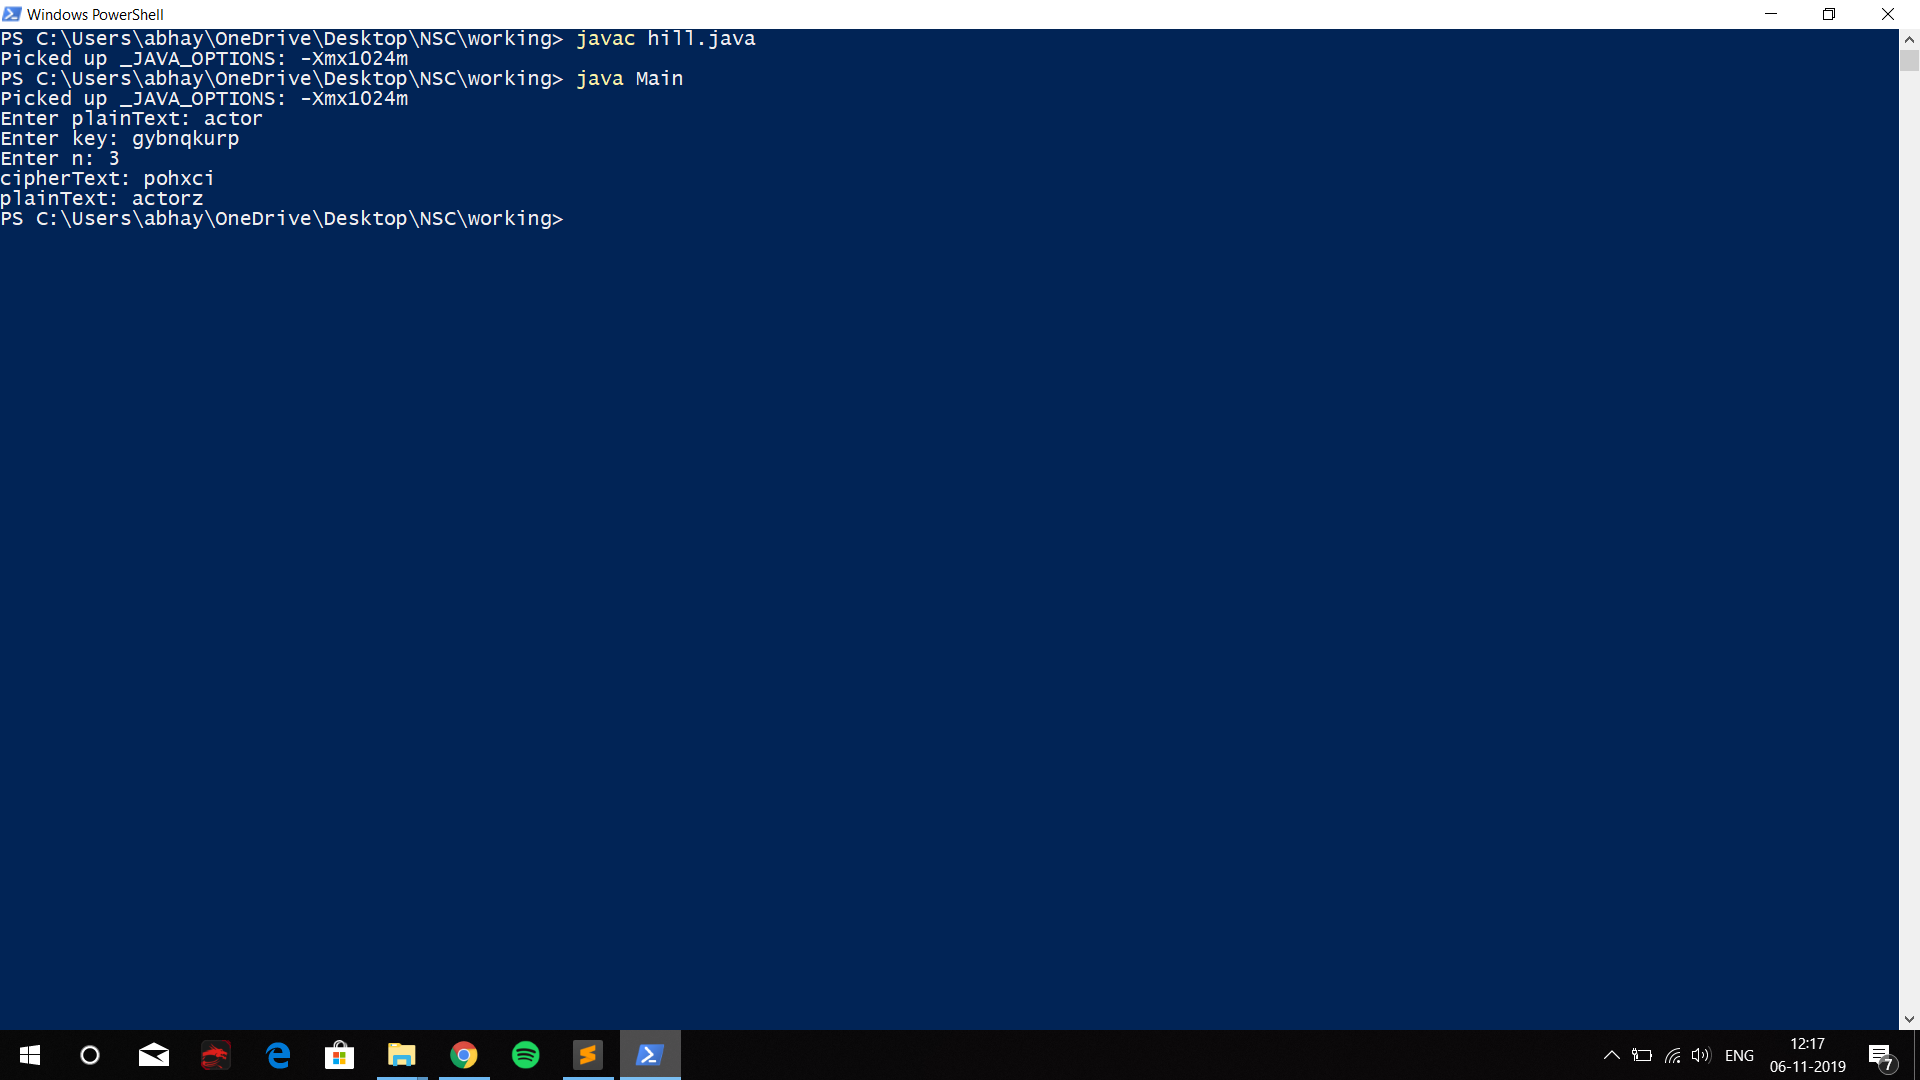 Windows PowerShell
PS C:\Users\abhay\OneDrive\Desktop\NSC\working> javac hill.java
Picked up _JAVA_OPTIONS: -Xmx1024m
PS C:\Users\abhay\OneDrive\Desktop\NSC\working> java Main
Picked up _JAVA_OPTIONS: -Xmx1024m
Enter plainText: actor
Enter key: gybnqkurp
Enter n: 3
cipherText: pohxci
plainText: actorz
PS C:\Users\abhay\OneDrive\Desktop\NSC\working>
ENG
12:17
06-11-2019
7